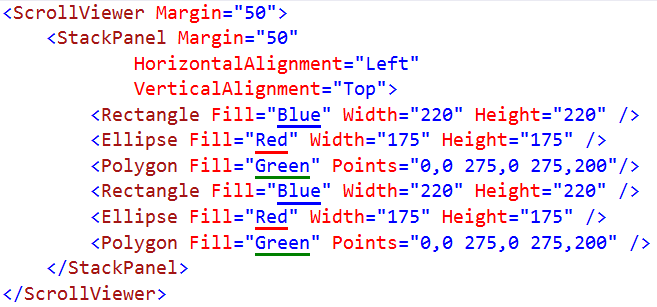 <ScrollViewer Margin="50">
<StackPanel Margin="50"
HorizontalAlignment="Left"
VerticalAlignment="Top">
<Rectangle Fill="Blue" Width="220" Height="220" />
<Ellipse Fill="Red" Width="175" Height="175" />
<Polygon Fill="Green" Points="0,0 275,0 275,200"/>
<Rectangle Fill="Blue" Width="220" Height="220" />
<Ellipse Fill="Red" Width="175" Height="175" />
<Polygon Fill="Green" Points="0,0 275,0 275,200" />
</StackPanel>
</ScrollViewer>